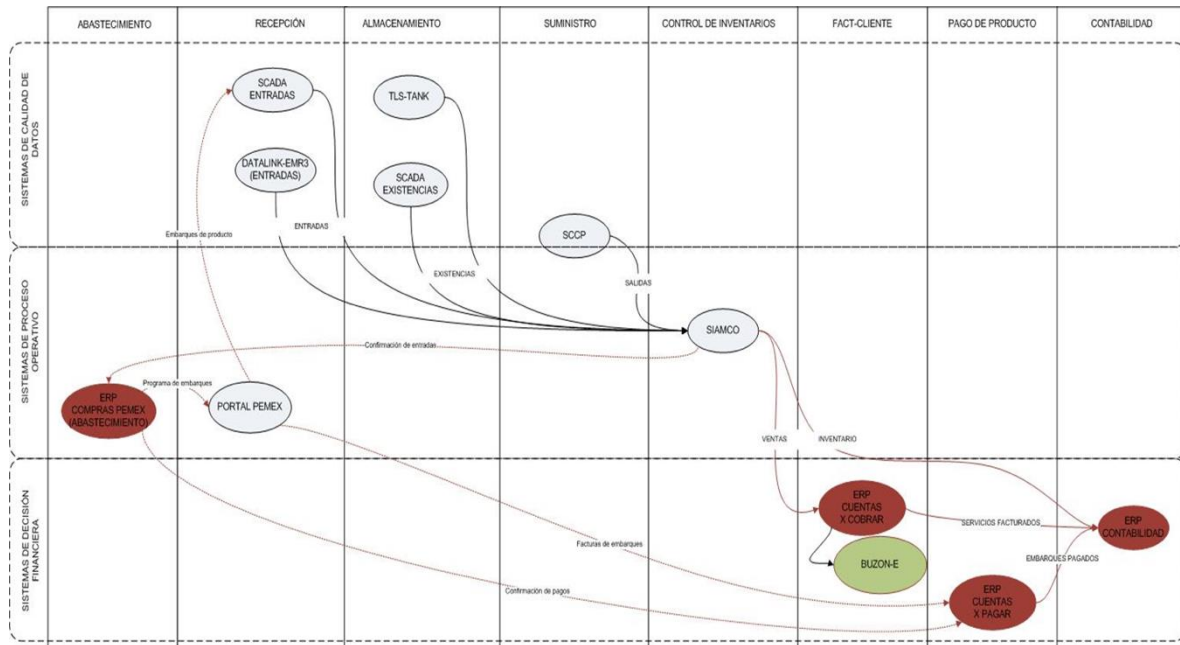 ABASTECIMIENTO
RECEPCIÓN
ALMACENAMIENTO
SUMINISTRO
CONTROL DE INVENTARIOS
FACT-CLIENTE
PAGO DE PRODUCTO
CONTABILIDAD
SISTEMAS DE CALIDAD DE
DATOS
SCADA
ENTRADAS
TLS-TANK
DATALINK-EMR3
(ENTRADAS)
SCADA
EXISTENCIAS
Embarques de producto
ENTRADAS
SCCP
EXISTENCIAS
SALIDAS
SISTEMAS DE PROCESO
OPERATIVO
SIAMCO
Confirmación de entradas
Programa de embarques
ERP
COMPRAS PEMEX
(ABASTECIMIENTO)
PORTAL PEMEX
VENTAS
INVENTARIO
SISTEMAS DE DECISIÓN
FINANCIERA
ERP
CUENTAS
X COBRAR
SERVICIOS FACTURADOS
ERP
CONTABILIDAD
Facturas de embarques
BUZON-E
EMBARQUES PAGADOS
Confirmación de pagos
ERP
CUENTAS
X PAGAR